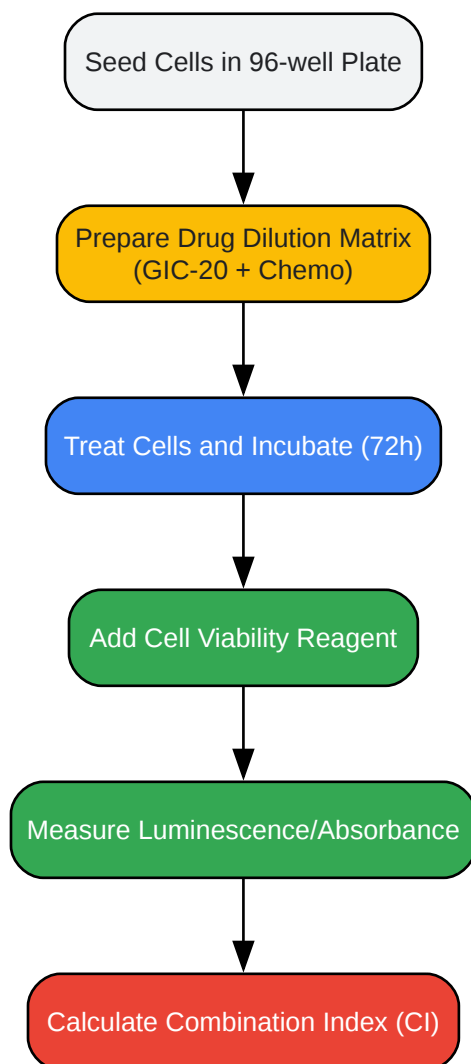 Seed Cells in 96-well Plate
Prepare Drug Dilution Matrix
(GIC-20 + Chemo)
Treat Cells and Incubate (72h)
Add Cell Viability Reagent
Measure Luminescence/Absorbance
Calculate Combination Index (CI)